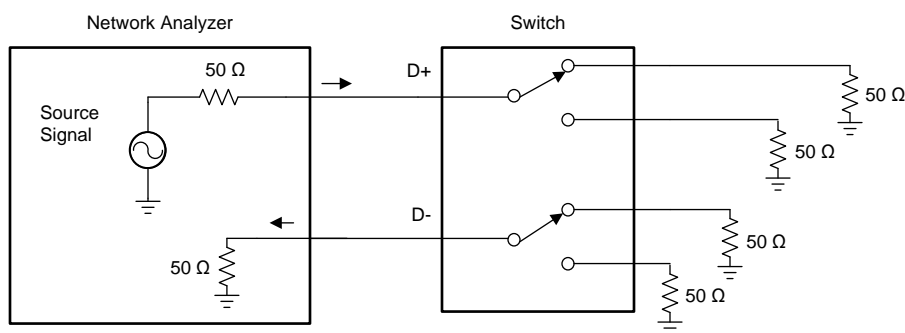 Network Analyzer
Switch
50 Ω
D+
50 Ω
Source
Signal
50 Ω
D-
50 Ω
50 Ω
50 Ω